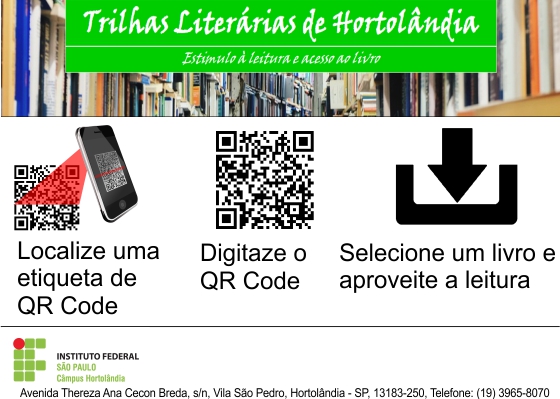 Trilhas Literárias de Hortolândia
Estímulo à leitura e acesso ao livro
Localize uma
etiqueta de
QR Code
Digitaze o
QR Code
Selecione um livro e
aproveite a leitura
INSTITUTO FEDERAL
SÃO PAULO
Câmpus Hortolândia
Avenida Thereza Ana Cecon Breda, s/n, Vila São Pedro, Hortolândia - SP, 13183-250, Telefone: (19) 3965-8070